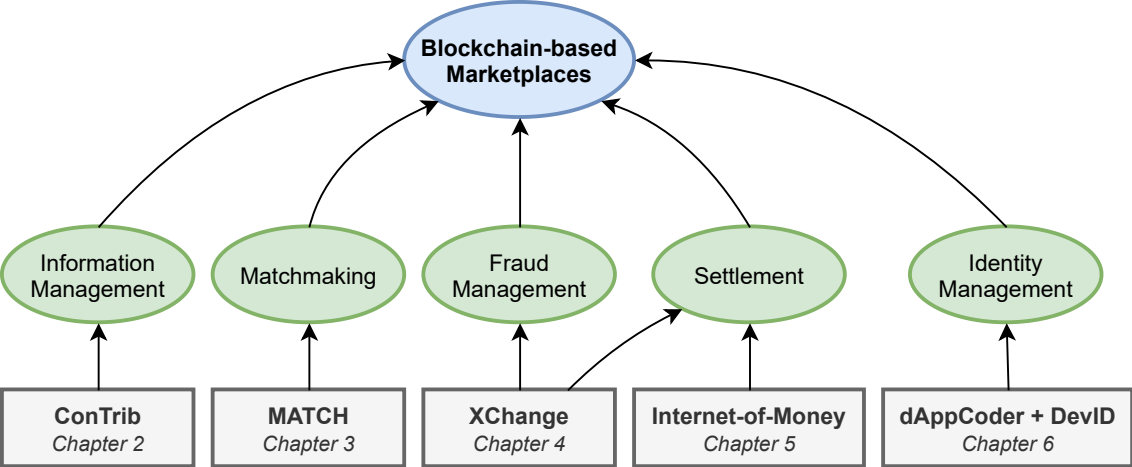 Blockchain-based
Marketplaces
Information
Management
Matchmaking
Fraud
Management
Settlement
Identity
Management
ConTrib
Chapter 2
MATCH
Chapter 3
XChange
Chapter 4
Internet-of-Money
Chapter 5
dAppCoder + DevID
Chapter 6